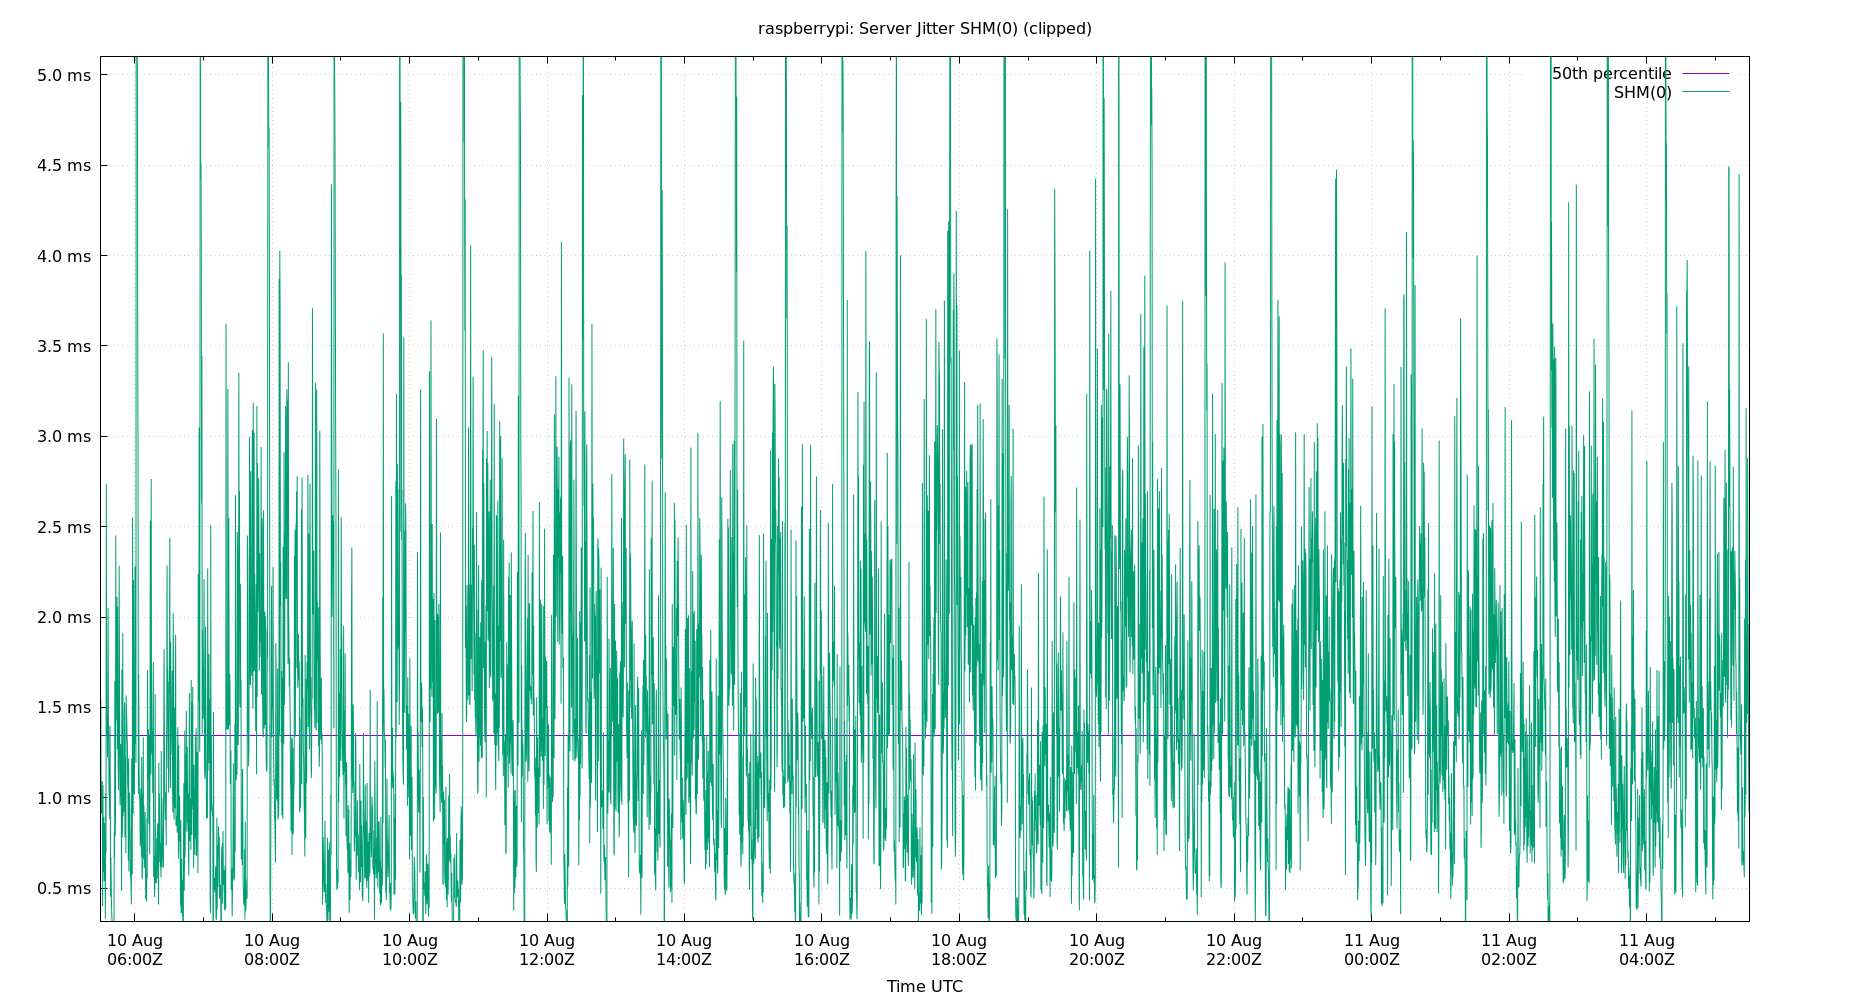 raspberrypi: Server Jitter SHM(0) (clipped)
50th percentile
SHM(0)
5.0 ms
4.5 ms
4.0 ms
3.5 ms
3.0 ms
2.5 ms
2.0 ms
1.5 ms
1.0 ms
0.5 ms
10 Aug 10 Aug 10 Aug 10 Aug 10 Aug 10 Aug 10 Aug 10 Aug 10 Aug 11 Aug 11 Aug 11 Aug
06:00Z 08:00Z 10:00Z 12:00Z 14:00Z 16:00Z 18:00Z 20:00Z 22:00Z 00:00Z 02:00Z 04:00Z
Time UTC